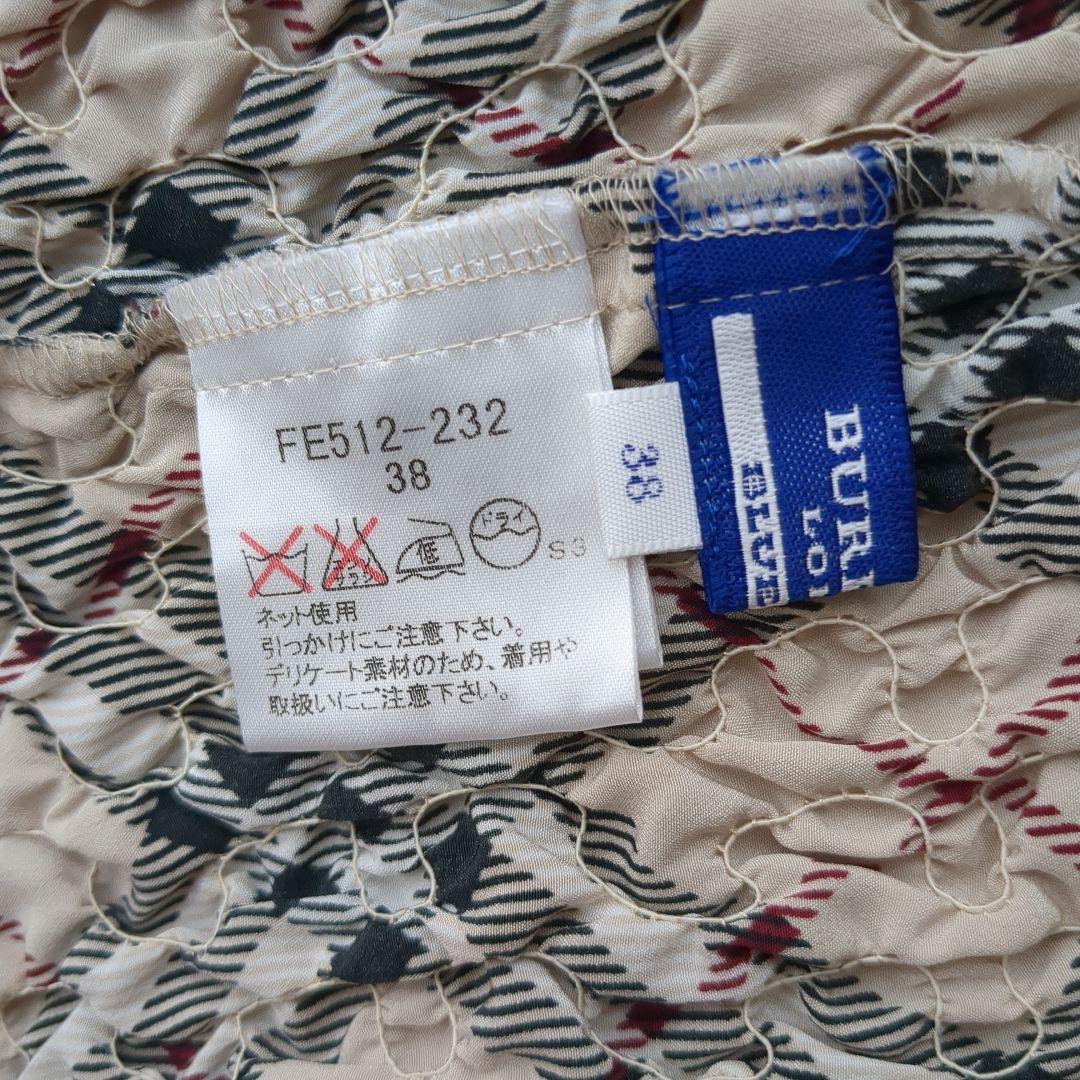 FE512-232
38
低
ドライ
S3
ネット使用
引っかけにご注意下さい。
デリケート素材のため、着用や
取扱いにご注意下さい。
38
BUR
LO
BLUE